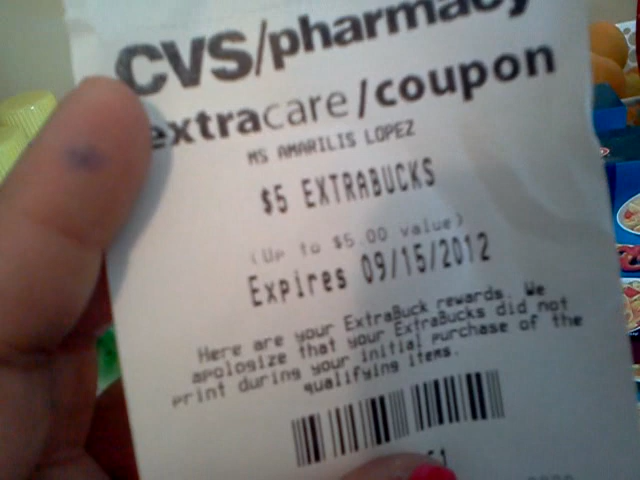 CVS/pharmacy
extracare/coupon
MS AMARILIS LOPEZ
$5 EXTRABUCKS
(Up to $5.00 value)
Expires 09/15/2012
Here are your ExtraBuck rewards. We
apologize that your ExtraBucks did not
print during your initial purchase of the
qualifying items.